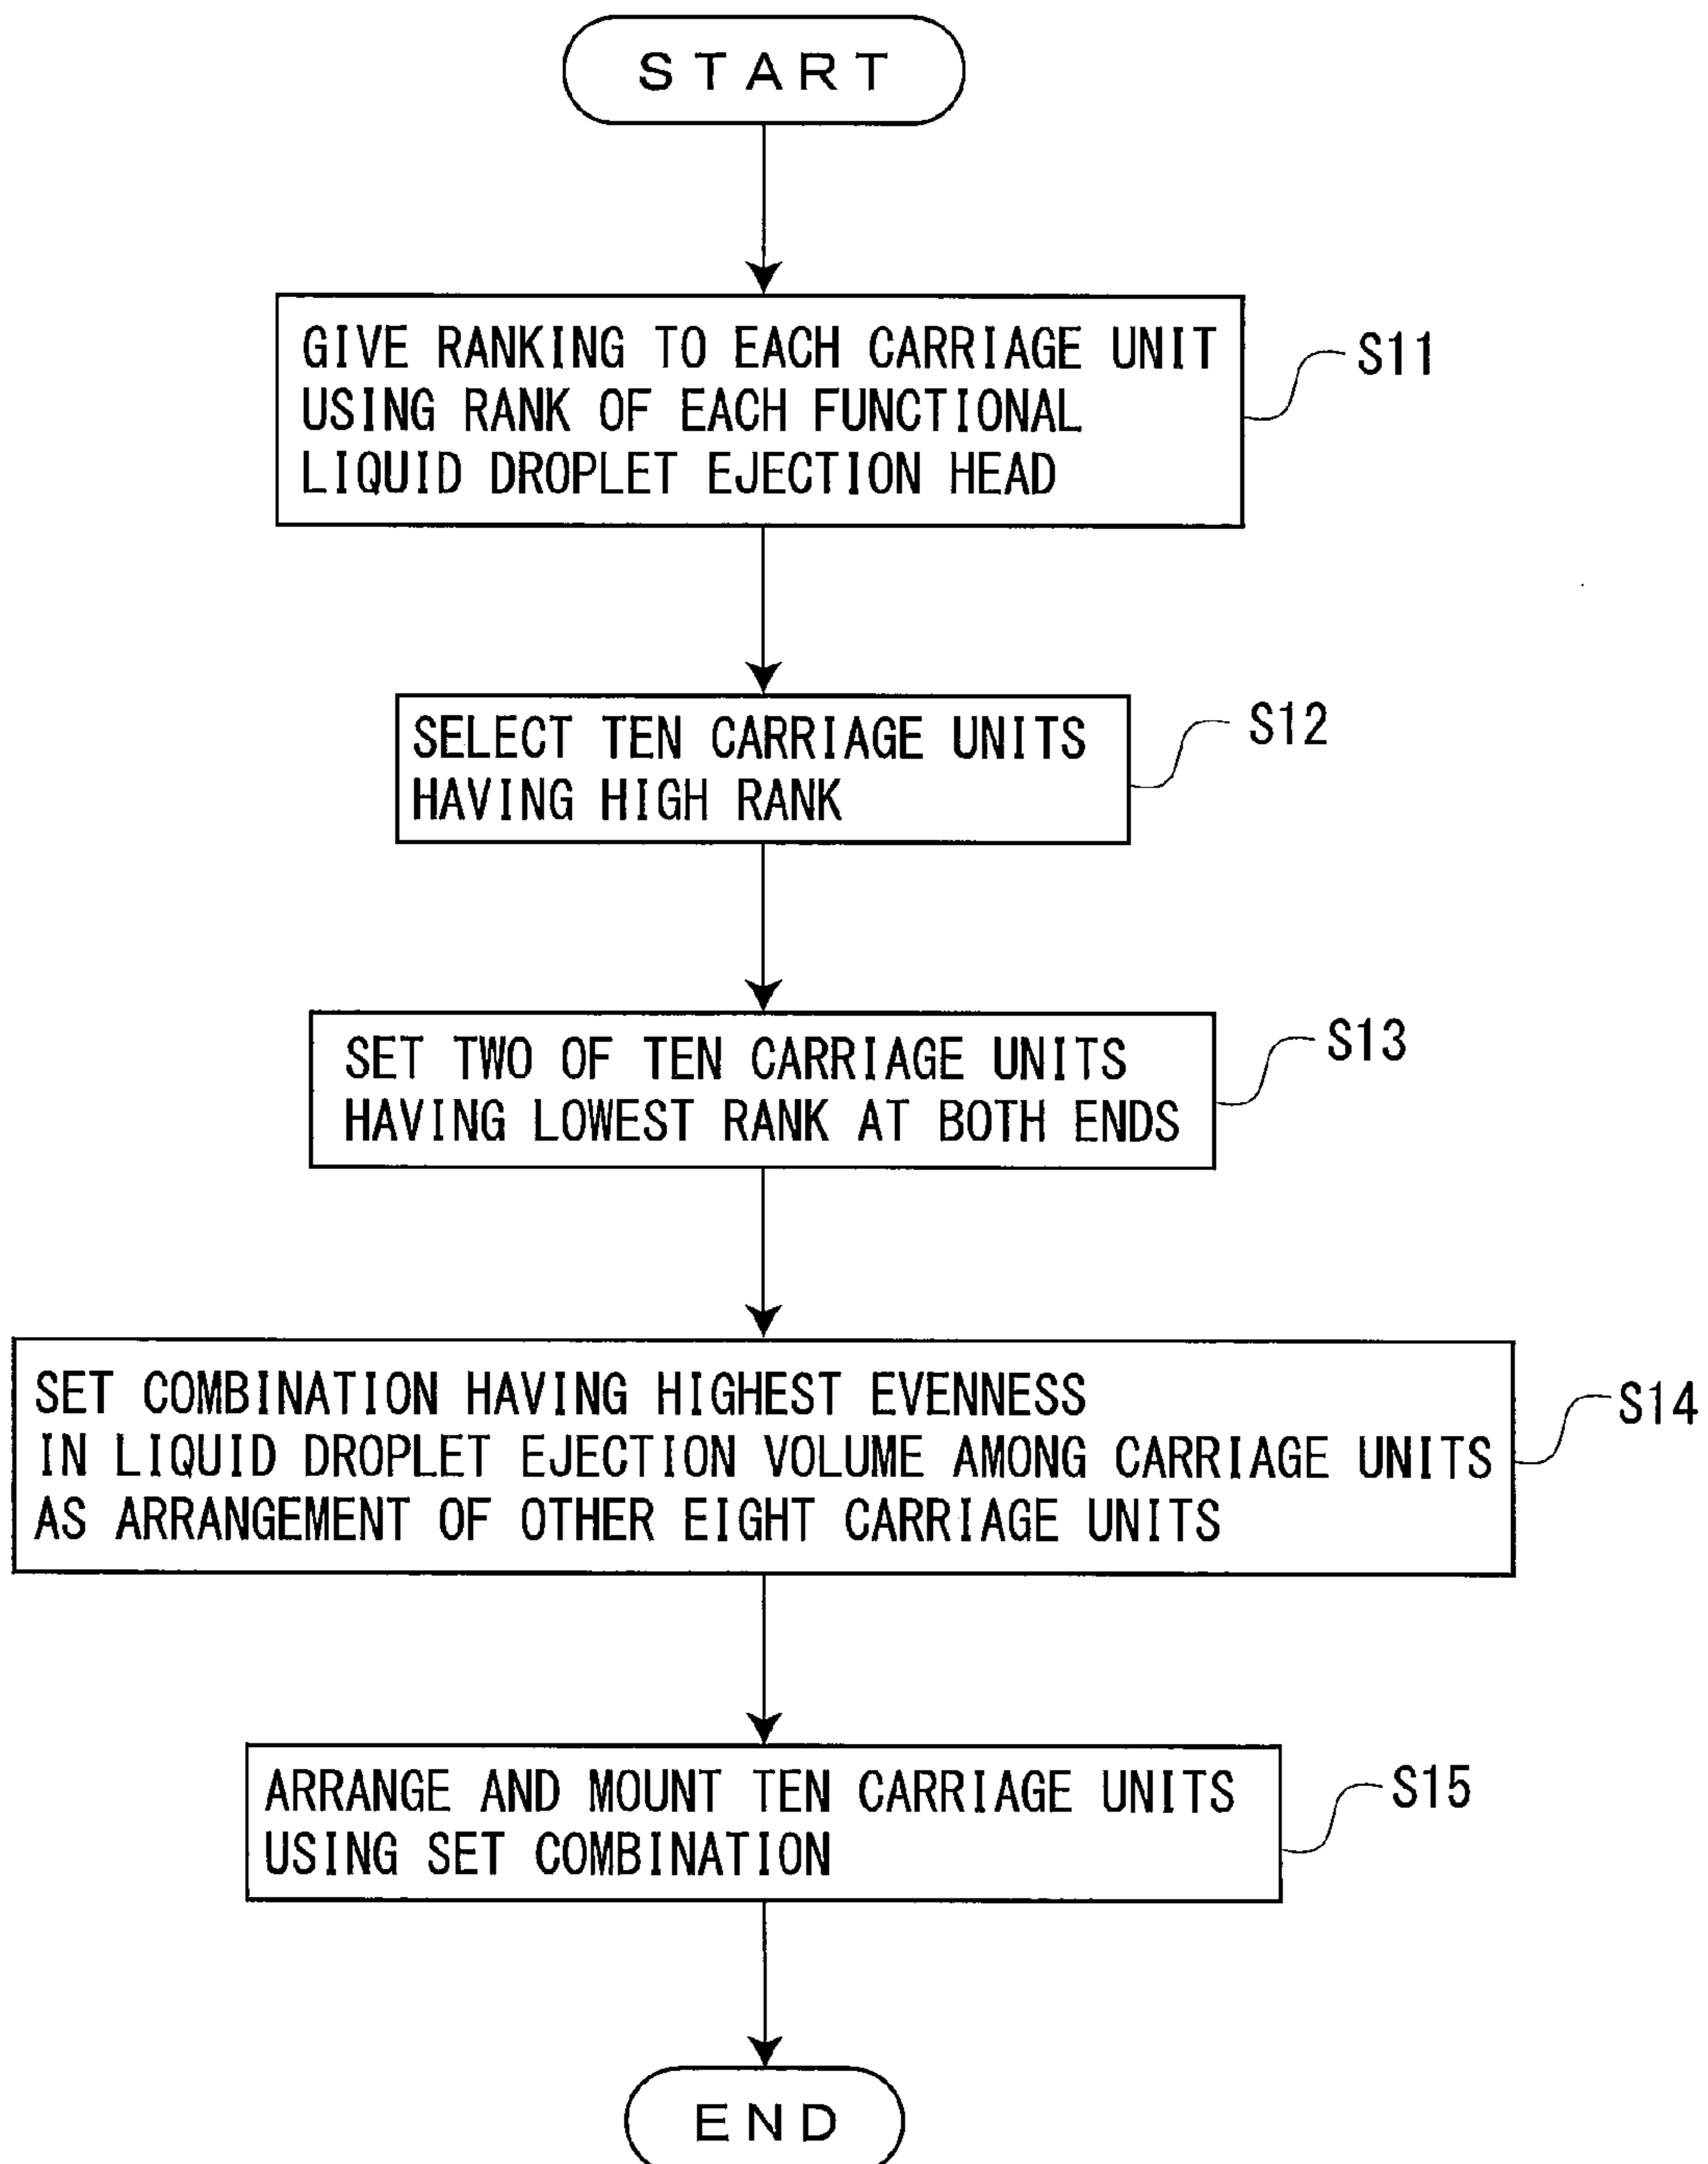 START
GIVE RANKING TO EACH CARRIAGE UNIT
USING RANK OF EACH FUNCTIONAL
LIQUID DROPLET EJECTION HEAD
S11
SELECT TEN CARRIAGE UNITS
HAVING HIGH RANK
S12
SET TWO OF TEN CARRIAGE UNITS
HAVING LOWEST RANK AT BOTH ENDS
S13
SET COMBINATION HAVING HIGHEST EVENNESS
IN LIQUID DROPLET EJECTION VOLUME AMONG CARRIAGE UNITS
AS ARRANGEMENT OF OTHER EIGHT CARRIAGE UNITS
S14
ARRANGE AND MOUNT TEN CARRIAGE UNITS
USING SET COMBINATION
S15
END